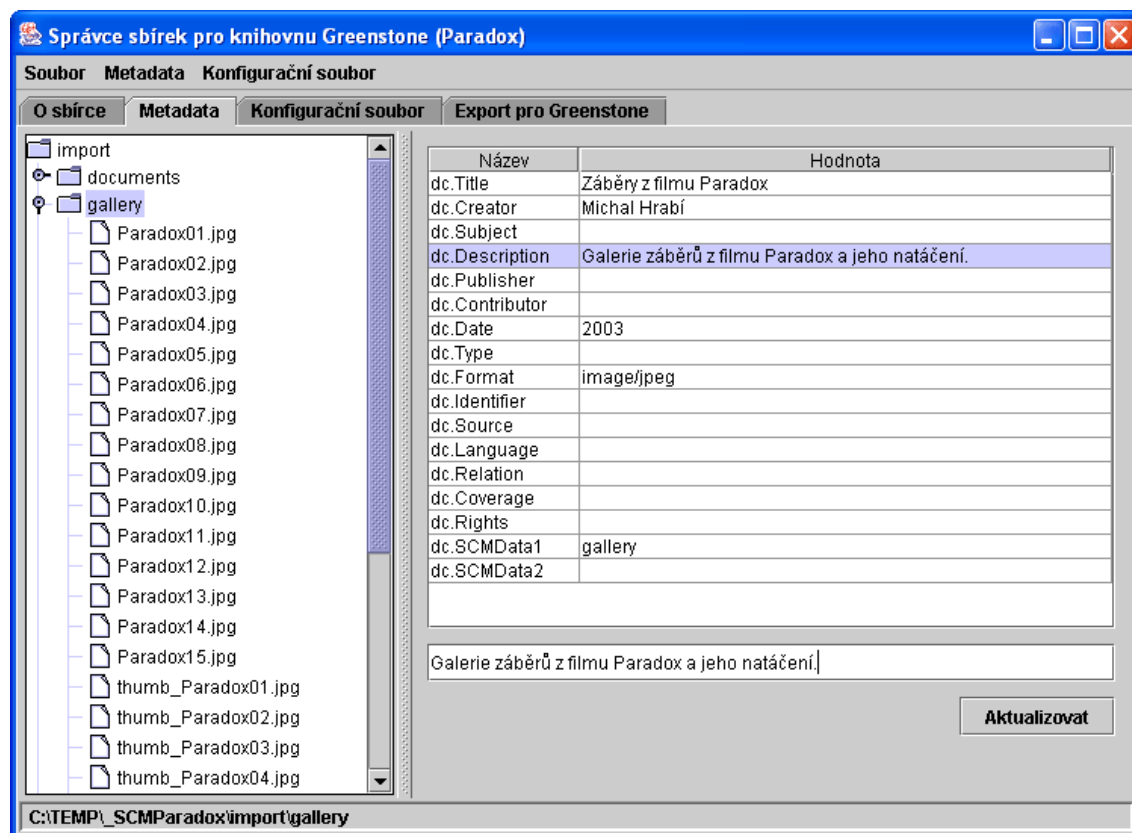 Správce sbírek pro knihovnu Greenstone (Paradox)
Soubor Metadata Konfigurační soubor
O sbírce Metadata Konfigurační soubor Export pro Greenstone
import
documents
gallery
Paradox01.jpg
Paradox02.jpg
Paradox03.jpg
Paradox04.jpg
Paradox05.jpg
Paradox06.jpg
Paradox07.jpg
Paradox08.jpg
Paradox09.jpg
Paradox10.jpg
Paradox11.jpg
Paradox12.jpg
Paradox13.jpg
Paradox14.jpg
Paradox15.jpg
thumb_Paradox01.jpg
thumb_Paradox02.jpg
thumb_Paradox03.jpg
thumb_Paradox04.jpg
Název Hodnota
dc.Title Záběry z filmu Paradox
dc.Creator Michal Hrabí
dc.Subject
dc.Description Galerie záběrů z filmu Paradox a jeho natáčení.
dc.Publisher
dc.Contributor
dc.Date 2003
dc.Type
dc.Format image/jpeg
dc.Identifier
dc.Source
dc.Language
dc.Relation
dc.Coverage
dc.Rights
dc.SCMData1 gallery
dc.SCMData2
Galerie záběrů z filmu Paradox a jeho natáčení.
Aktualizovat
C:\TEMP\_SCMParadox\import\gallery